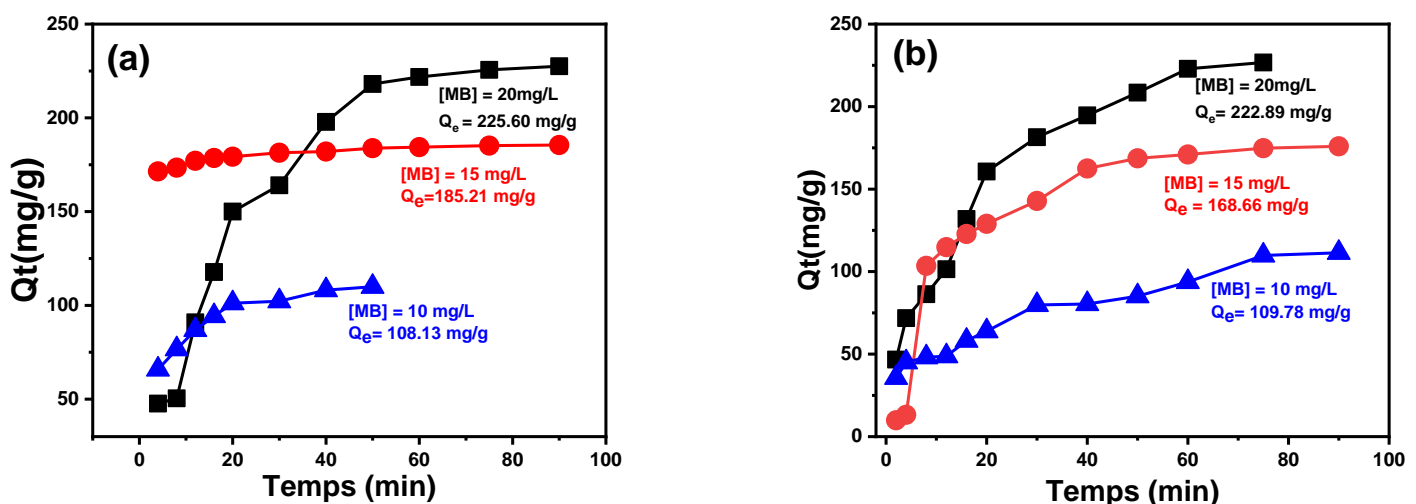 (a)
250
200
150
100
50
Qt(mg/g)
[MB] = 20mg/L
Qe = 225.60 mg/g
[MB] = 15 mg/L
Qe=185.21 mg/g
[MB] = 10 mg/L
Qe= 108.13 mg/g
0 20 40 60 80 100
Temps (min)
(b)
250
200
150
100
50
0
Qt(mg/g)
[MB] = 20mg/L
Qe= 222.89 mg/g
[MB] = 15 mg/L
Qe = 168.66 mg/g
[MB] = 10 mg/L
Qe= 109.78 mg/g
0 20 40 60 80 100
Temps (min)